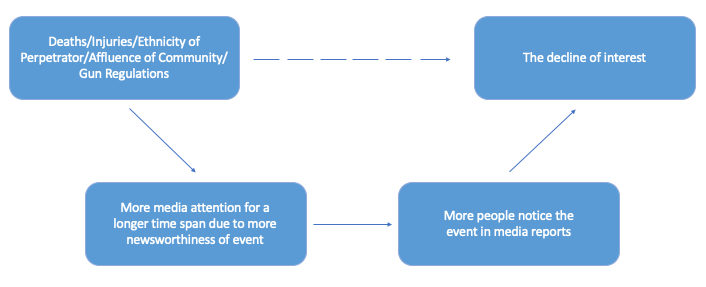 Deaths/Injuries/Ethnicity of
Perpetrator/Affluence of Community/
Gun Regulations
The decline of interest
More media attention for a
longer time span due to more
newsworthiness of event
More people notice the
event in media reports